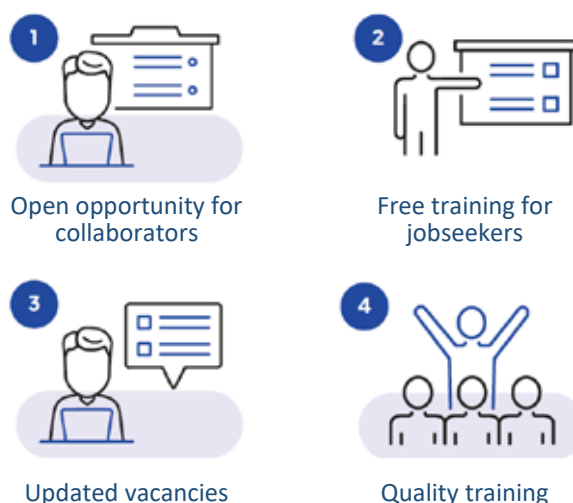 1
Open opportunity for
collaborators
2
Free training for
jobseekers
3
Updated vacancies
4
Quality training